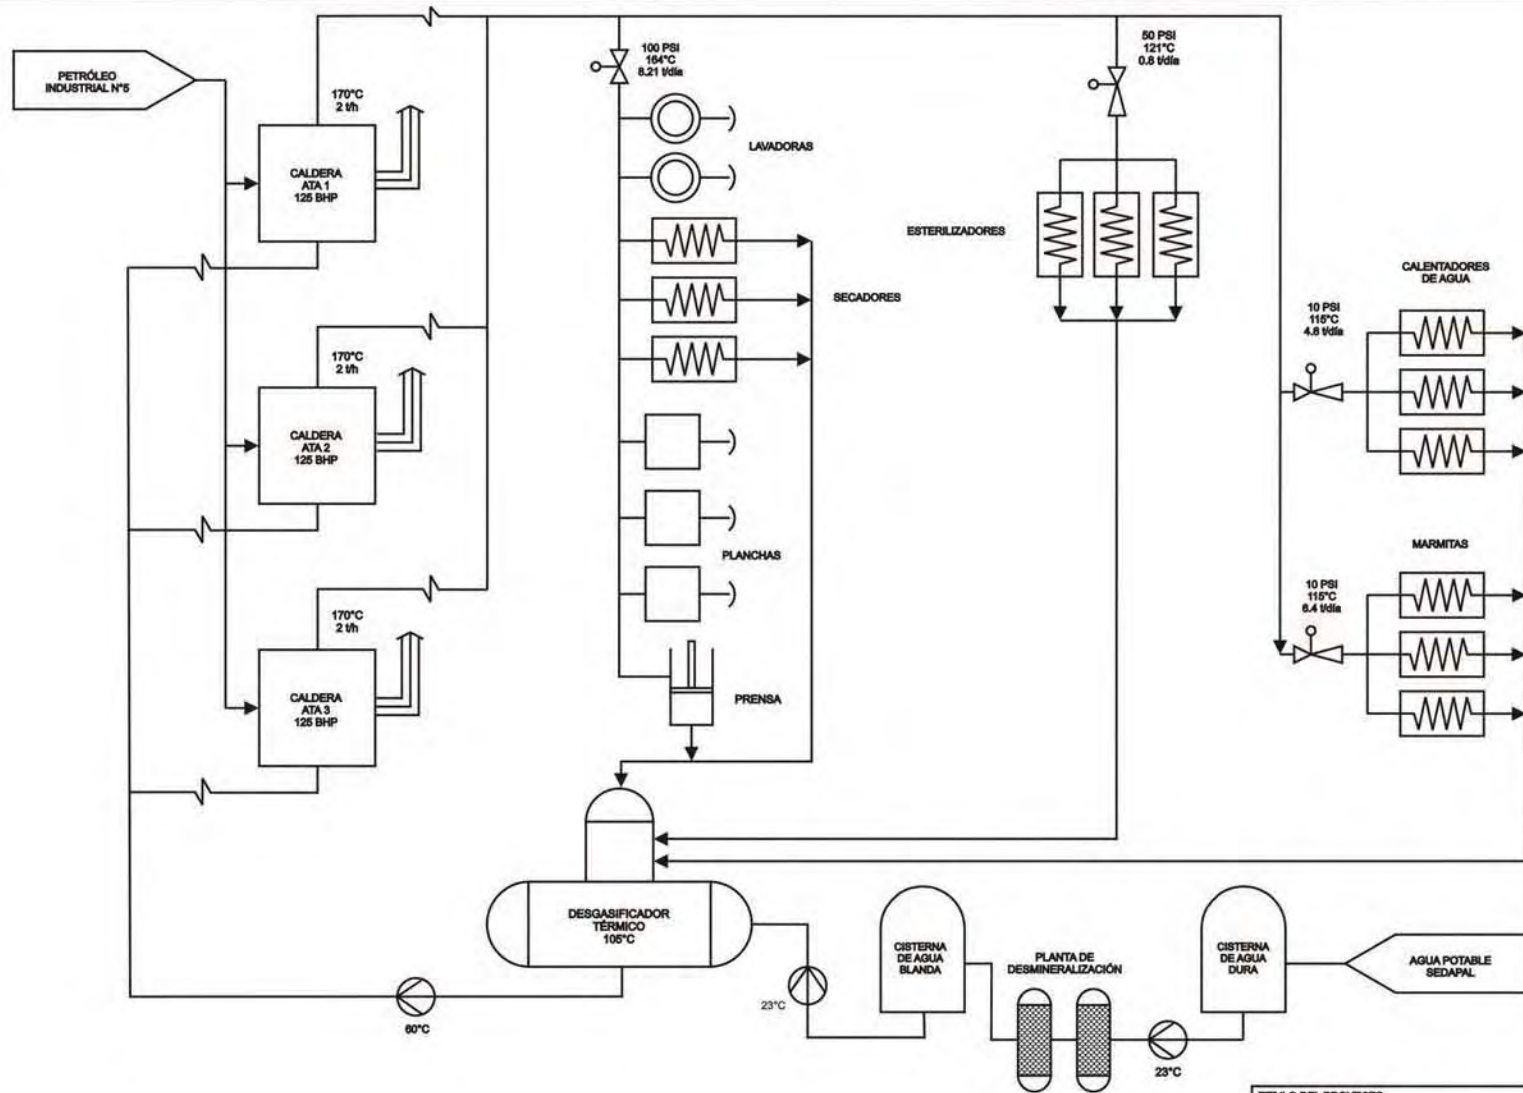 PETRÓLEO
INDUSTRIAL N°5
170°C
2 t/h
CALDERA
ATA 1
125 BHP
170°C
2 t/h
CALDERA
ATA 2
125 BHP
170°C
2 t/h
CALDERA
ATA 3
125 BHP
100 PSI
164°C
8.21 t/día
LAVADORAS
SECADORES
PLANCHAS
PRENSA
50 PSI
121°C
0.8 t/día
ESTERILIZADORES
CALENTADORES
DE AGUA
10 PSI
115°C
4.6 t/día
MARMITAS
10 PSI
115°C
6.4 t/día
DESGASIFICADOR
TÉRMICO
105°C
60°C
23°C
CISTERNA
DE AGUA
BLANDA
PLANTA DE
DESMINERALIZACIÓN
23°C
CISTERNA
DE AGUA
DURA
AGUA POTABLE
SEDAPAL